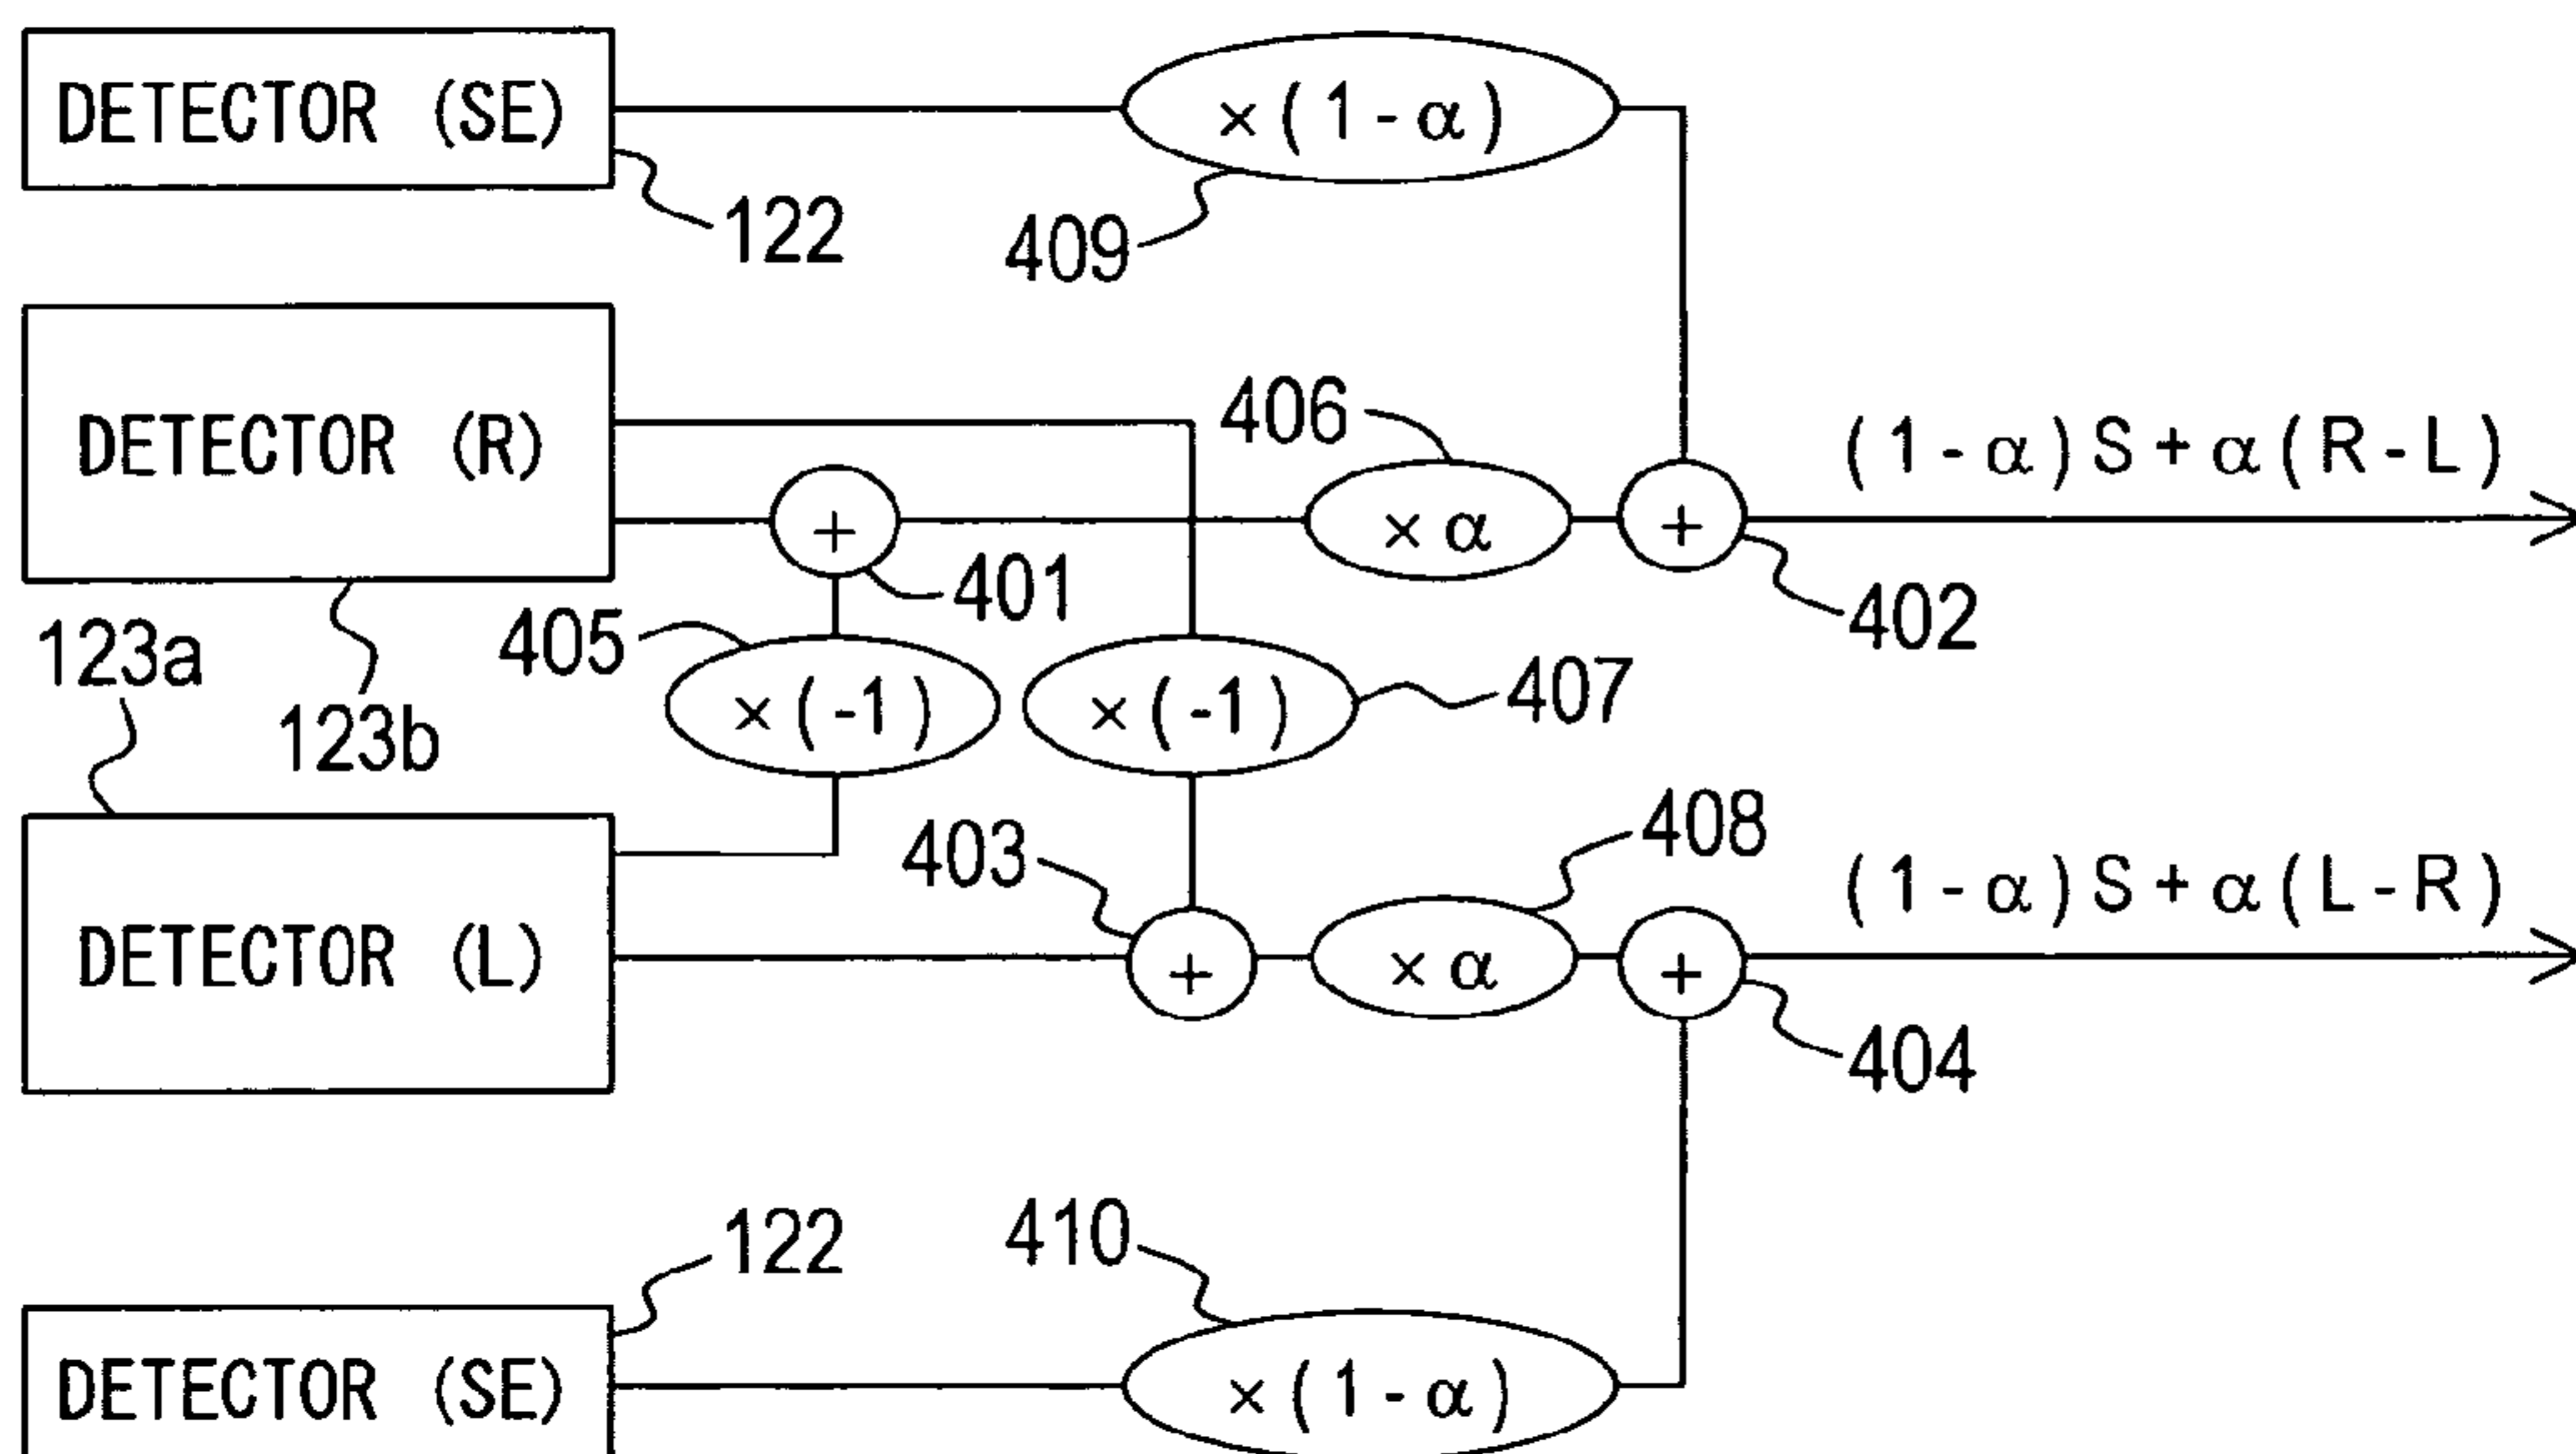 DETECTOR (SE)
×(1-α)
122
409
DETECTOR (R)
406
(1-α)S+α(R-L)
+
×α
+
401
402
123a
405
×(-1)
×(-1)
407
123b
403
408
(1-α)S+α(L-R)
DETECTOR (L)
+
×α
+
404
122
410
DETECTOR (SE)
×(1-α)